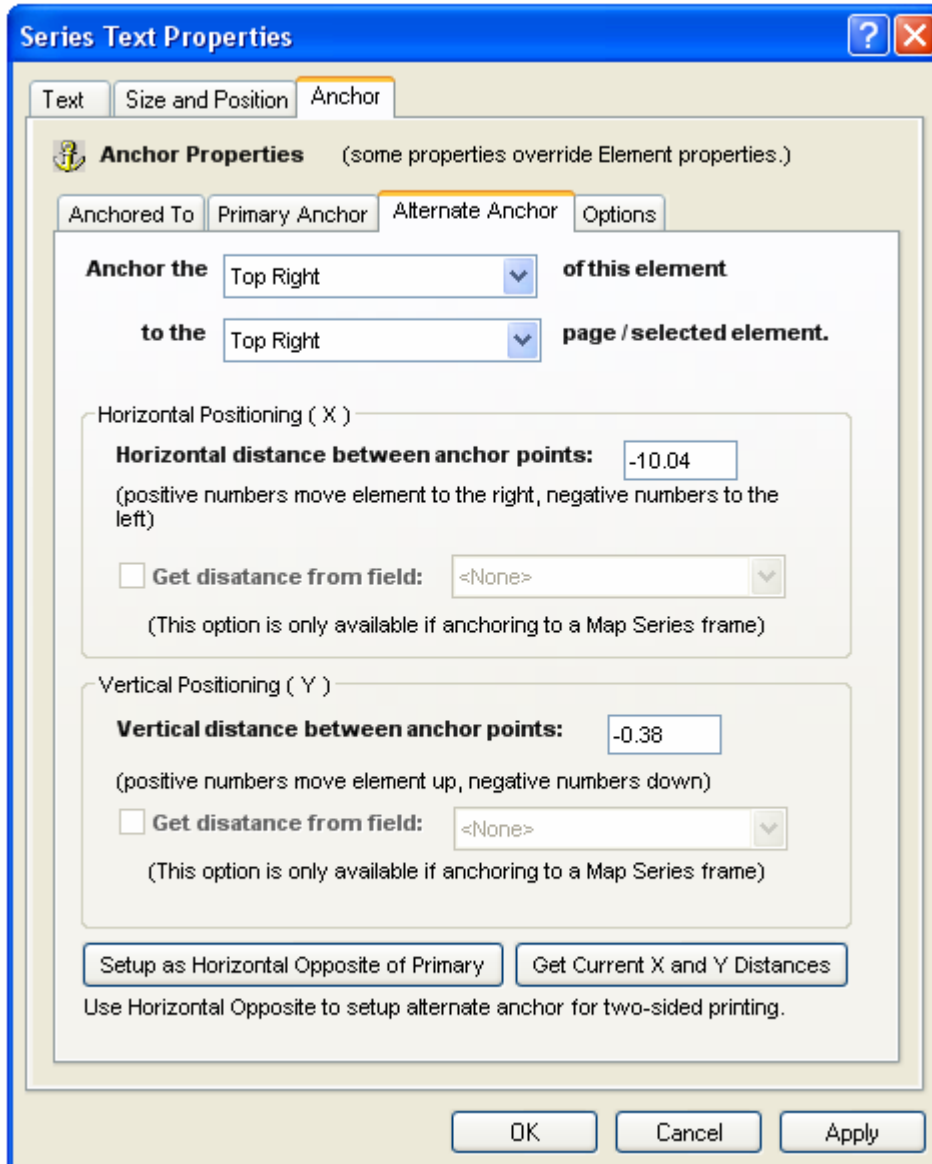 Series Text Properties
Text Size and Position Anchor
Anchor Properties (some properties override Element properties.)
Anchored To Primary Anchor Alternate Anchor Options
Anchor the Top Right of this element
to the Top Right page / selected element.
Horizontal Positioning ( X )
Horizontal distance between anchor points: -10.04
(positive numbers move element to the right, negative numbers to the
left)
Get disatance from field: <None>
(This option is only available if anchoring to a Map Series frame)
Vertical Positioning ( Y )
Vertical distance between anchor points: -0.38
(positive numbers move element up, negative numbers down)
Get disatance from field: <None>
(This option is only available if anchoring to a Map Series frame)
Setup as Horizontal Opposite of Primary Get Current X and Y Distances
Use Horizontal Opposite to setup alternate anchor for two-sided printing.
OK Cancel Apply